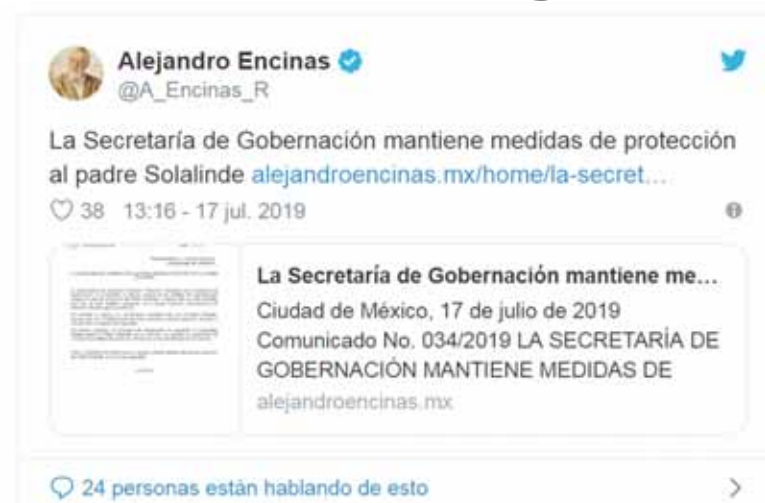 Alejandro Encinas
@A_Encinas_R
La Secretaría de Gobernación mantiene medidas de protección
al padre Solalinde alejandroencinas.mx/home/la-secret…
38 13:16 - 17 jul. 2019
La Secretaría de Gobernación mantiene me...
Ciudad de México, 17 de julio de 2019
Comunicado No. 034/2019 LA SECRETARÍA DE
GOBERNACIÓN MANTIENE MEDIDAS DE
alejandroencinas.mx
24 personas están hablando de esto